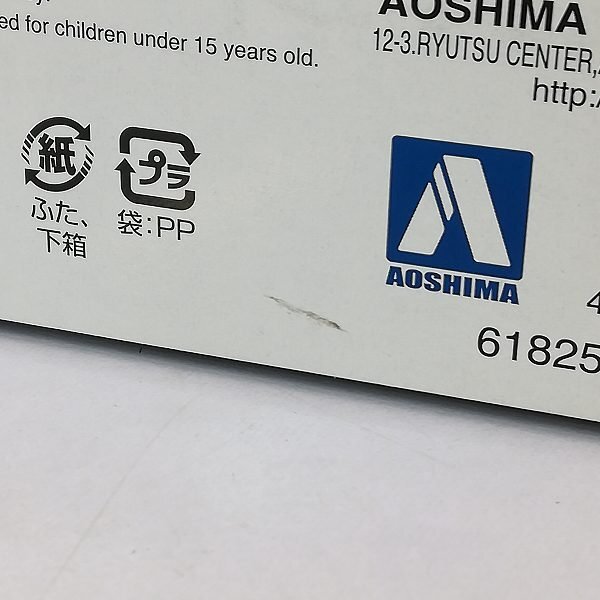 ed for children under 15 years old.
AOSHIMA
12-3.RYUTSU CENTER,
http:/
紙
プラ
ふた、
下箱
袋:PP
AOSHIMA
4
61825